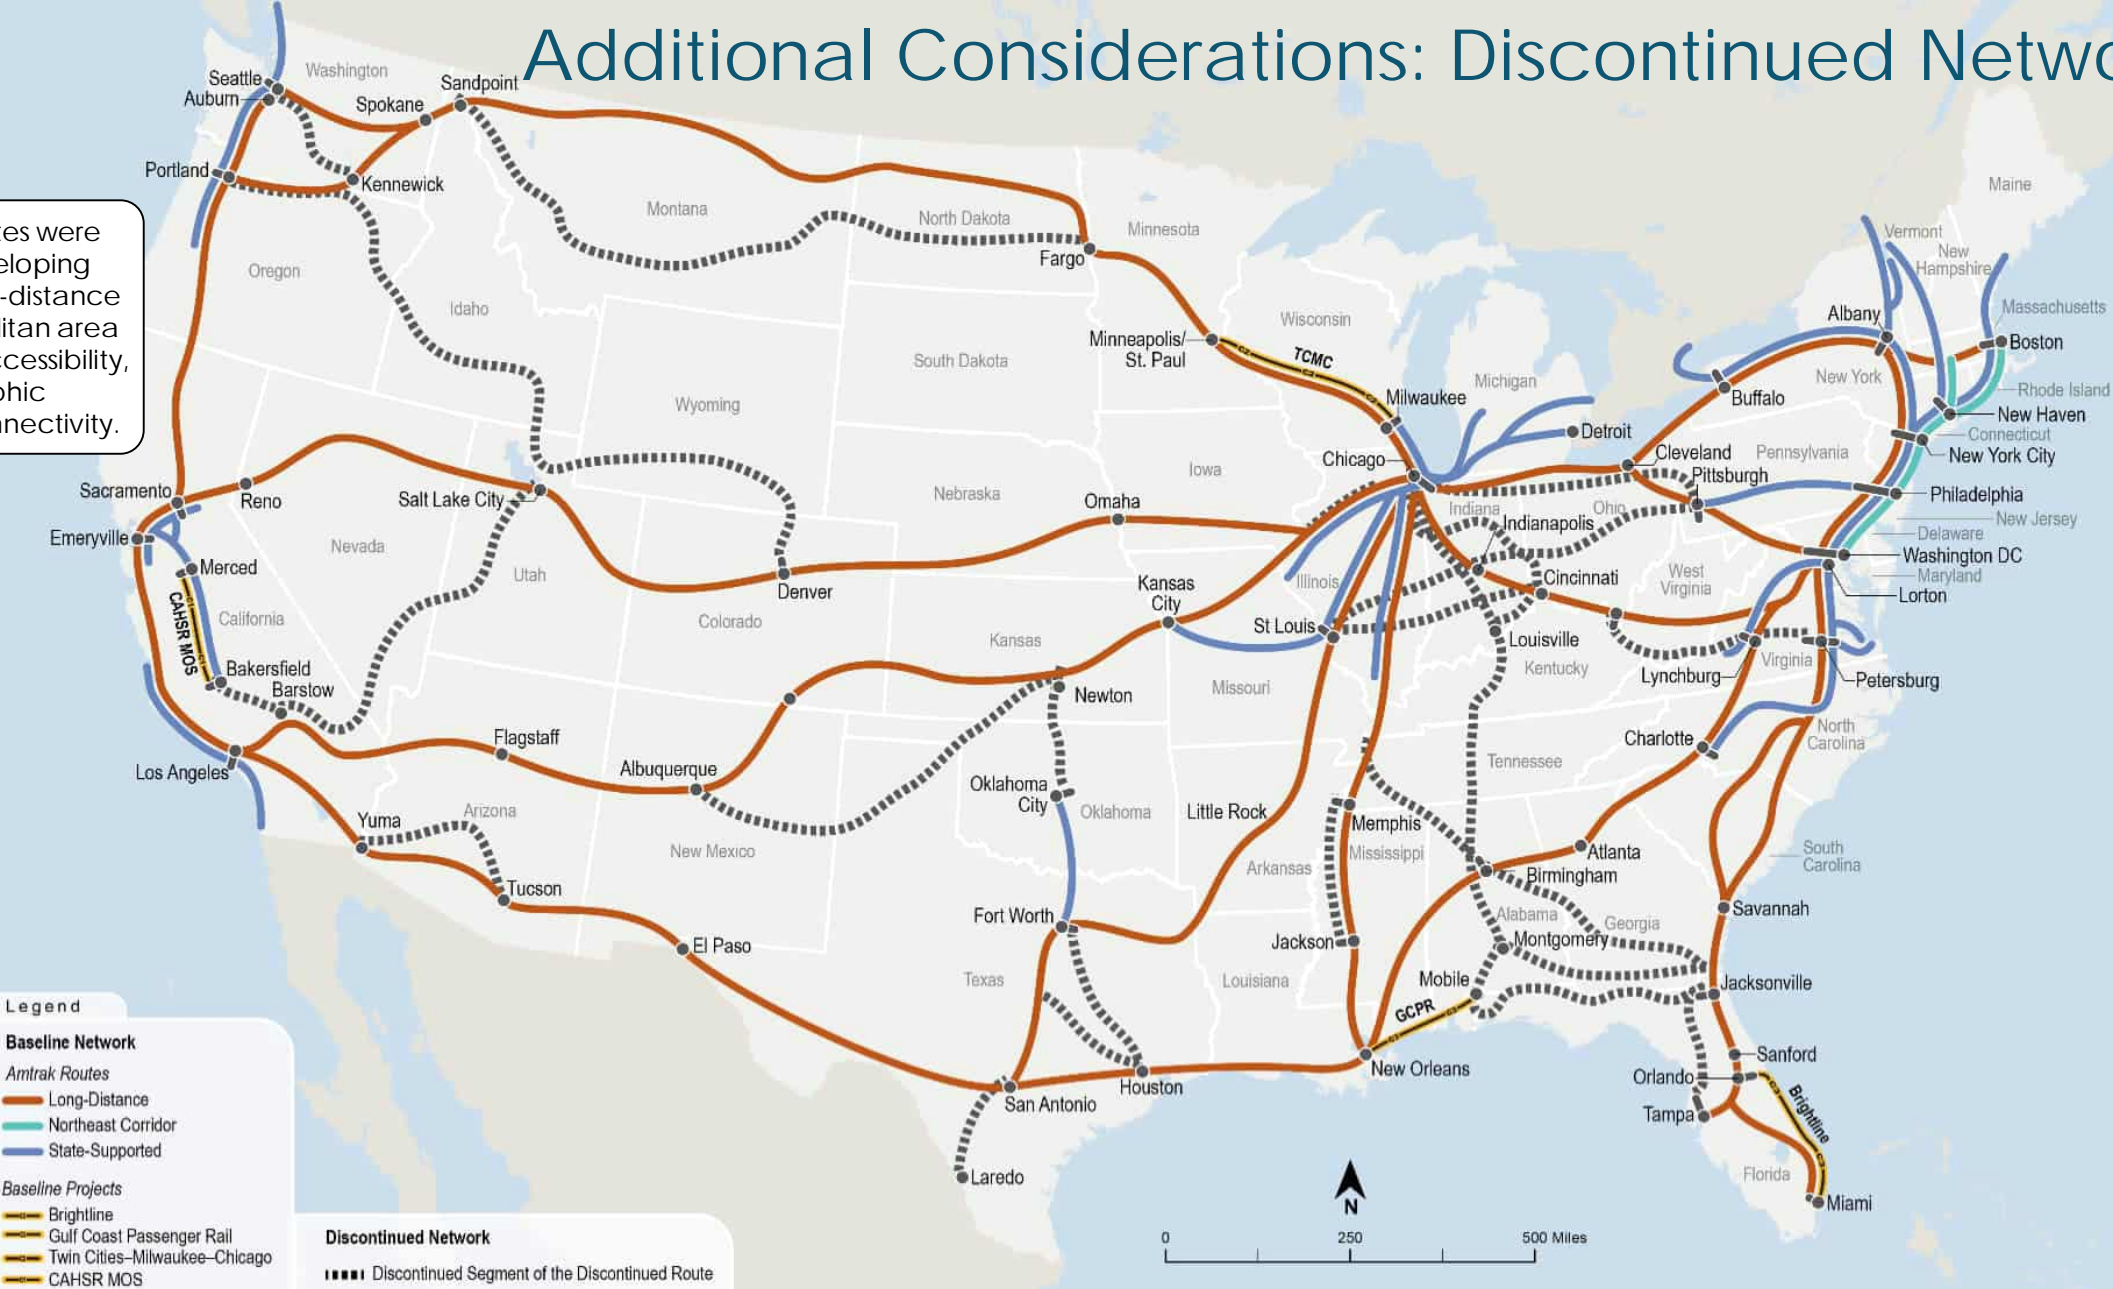 Additional Considerations: Discontinued
were
-distance
area
nectivity.
Seattle
Auburn
Washington
Spokane
Sandpoint
Portland
Kennewick
Montana
North Dakota
Minnesota
Fargo
Oregon
Idaho
Wyoming
South Dakota
Minneapolis/
St. Paul
TCMC
Wisconsin
Michigan
Milwaukee
Chicago
Detroit
Maine
Vermont
New
Hampshire
Massachusetts
Albany
Boston
New York
Rhode Island
Buffalo
New Haven
Connecticut
New York City
Cleveland
Pennsylvania
Pittsburgh
Philadelphia
New Jersey
Delaware
Washington DC
Maryland
Lorton
Sacramento
Reno
Salt Lake City
Nebraska
Iowa
Omaha
Indiana
Ohio
Indianapolis
Emeryville
Nevada
Merced
Utah
Denver
Kansas
City
Illinois
Cincinnati
West
Virginia
CAHSR MOS
California
Colorado
Kansas
St Louis
Louisville
Kentucky
Lynchburg
Virginia
Petersburg
Bakersfield
Barstow
Newton
Missouri
Flagstaff
Los Angeles
Albuquerque
Charlotte
North
Carolina
Tennessee
Oklahoma
City
Oklahoma
Little Rock
Memphis
Yuma
Arizona
New Mexico
Arkansas
Mississippi
Atlanta
Birmingham
South
Carolina
Tucson
Fort Worth
Alabama
Georgia
Savannah
El Paso
Jackson
Montgomery
Texas
Louisiana
Mobile
Jacksonville
GCPR
New Orleans
Sanford
Orlando
Houston
San Antonio
Tampa
Brightline
Laredo
Florida
Miami
N
0 250 500 Miles
Legend
Baseline Network
Amtrak Routes
Long-Distance
Northeast Corridor
State-Supported
Baseline Projects
Brightline
Gulf Coast Passenger Rail
Twin Cities–Milwaukee–Chicago
CAHSR MOS
Discontinued Network
Discontinued Segment of the Discontinued Route